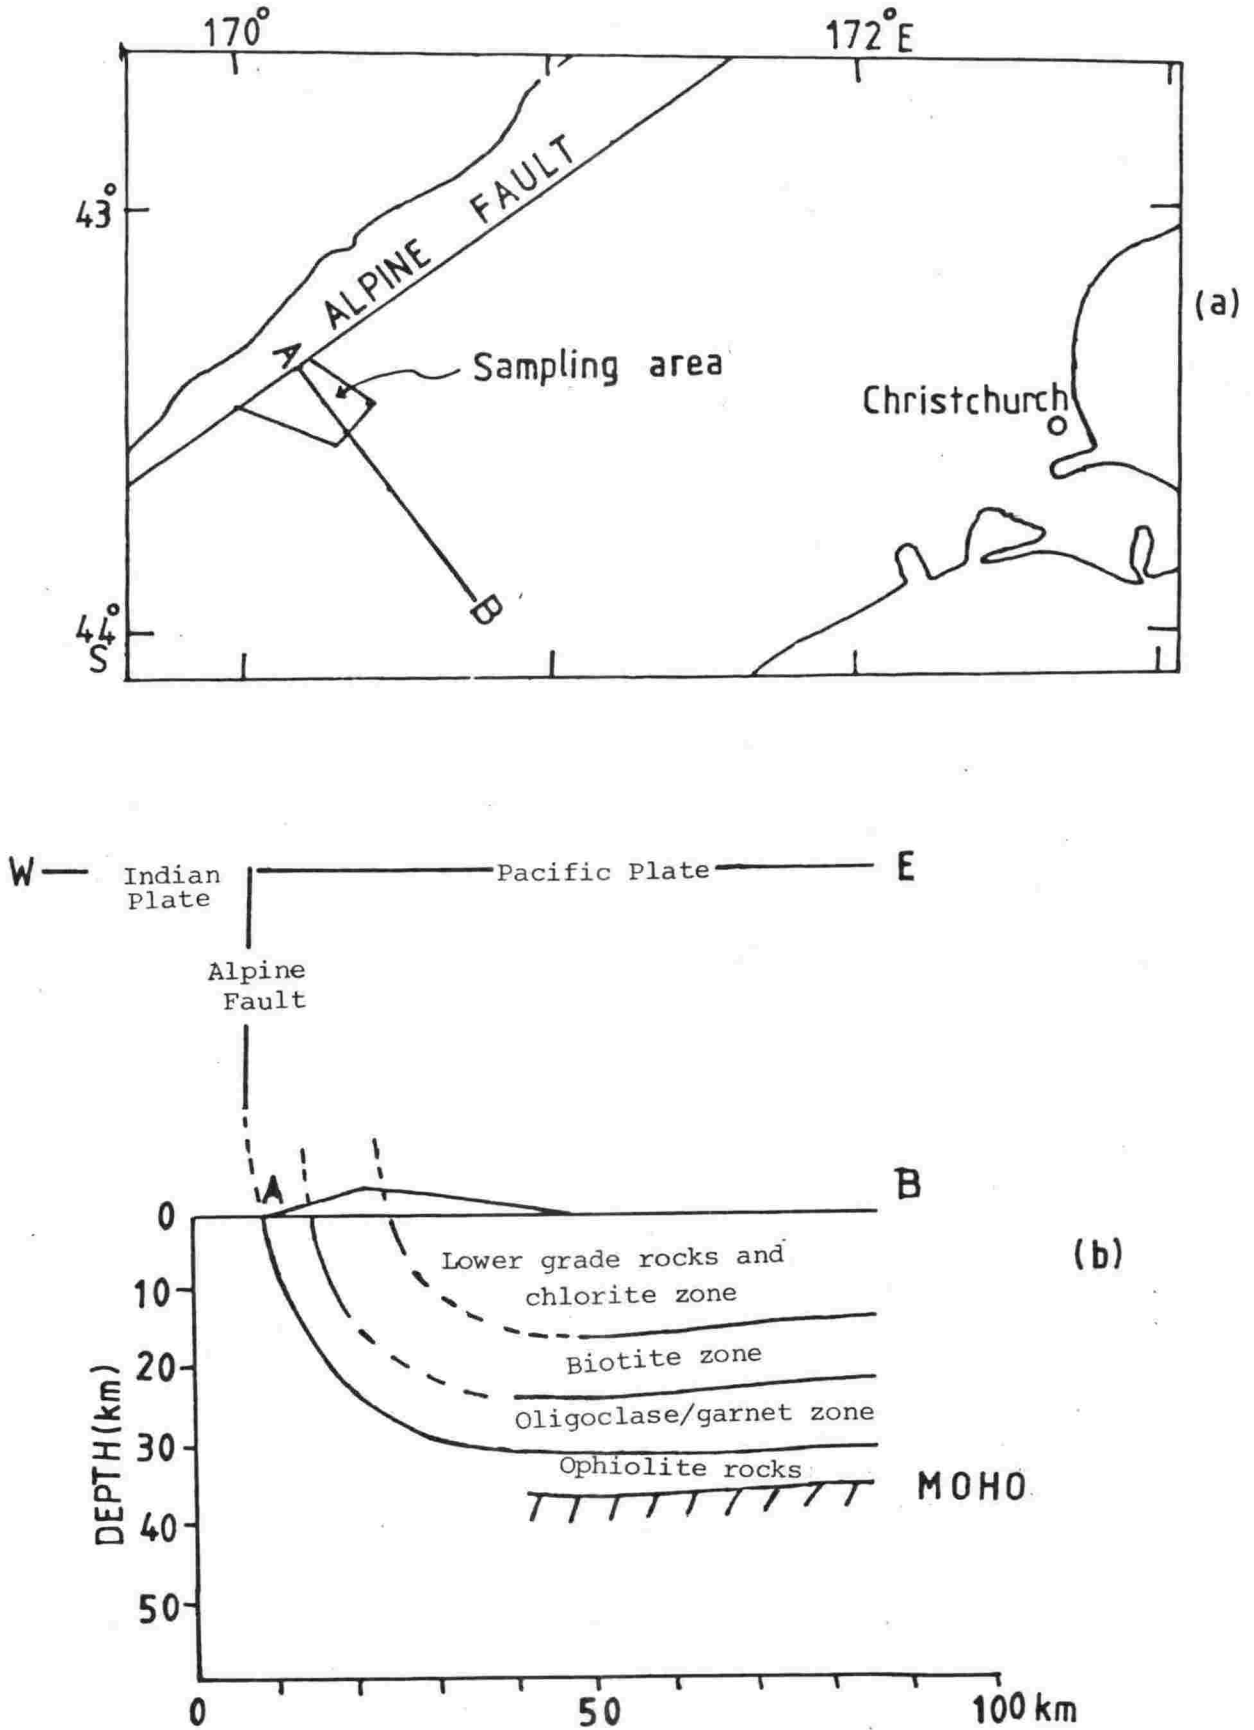 170°
172°E
43°
ALPINE FAULT
(a)
A
Sampling area
Christchurch
B
44°
S
W
Indian
Plate
Pacific Plate
E
Alpine
Fault
A
B
0
Lower grade rocks and
chlorite zone
(b)
10
Biotite zone
20
Oligoclase/garnet zone
30
Ophiolite rocks
MOHO
40
50
DEPTH (km)
0
50
100 km